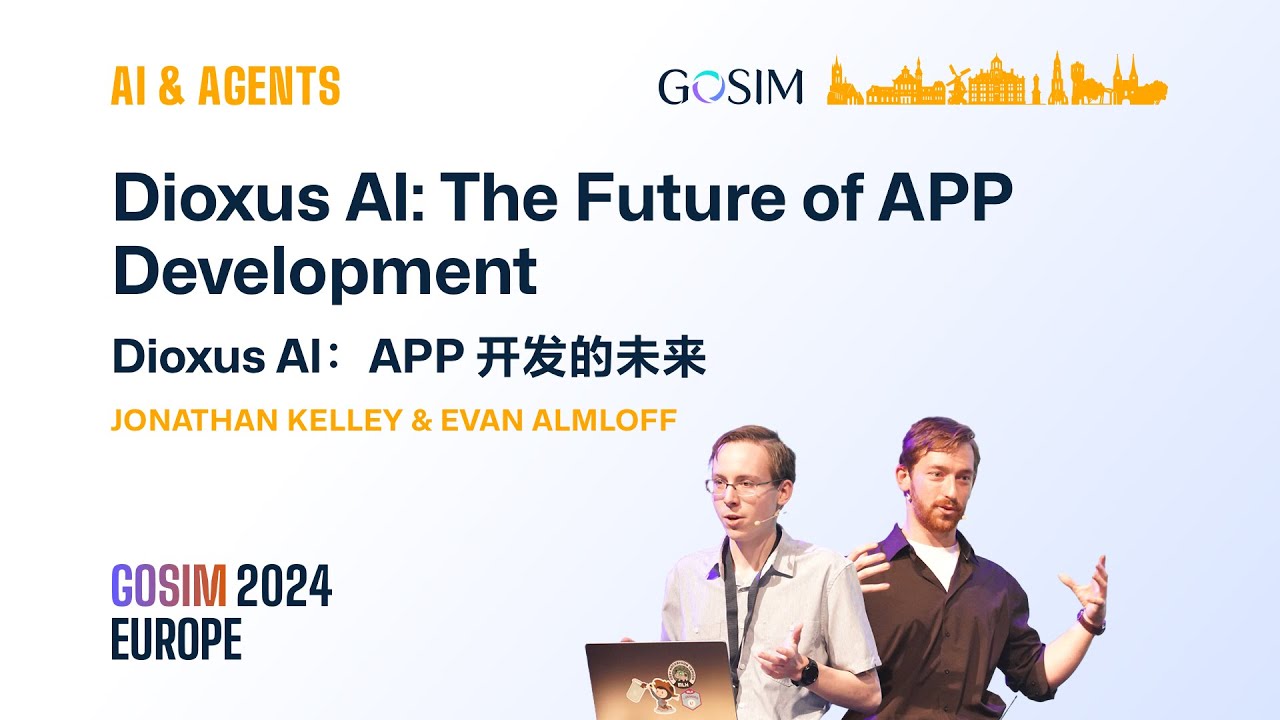 AI & AGENTS
GOSIM
Dioxus AI: The Future of APP
Development
Dioxus AI：APP 开发的未来
JONATHAN KELLEY & EVAN ALMLOFF
GOSIM 2024
EUROPE